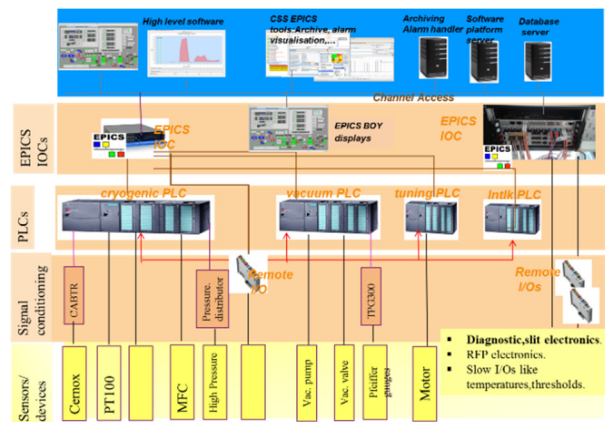 High level software
CSS EPICS
tools:Archive, alarm
visualisation,...
Archiving
Alarm handler
Software
platform
server
Database
server
Channel Access
EPICS
IOCs
EPICS
EPICS
IOC
EPICS BOY
displays
EPICS
IOC
EPICS
PLCs
cryogenic PLC
vacuum PLC
tuning PLC
intlk PLC
Signal
conditioning
CABTR
Pressure.
distributor
Remote
I/O
TPG300
Remote
I/Os
Sensors/
devices
Cernox
PT100
MFC
High Pressure
Vac. pump
Vac. valve
Pfeiffer
gauges
Motor
▪ Diagnostic,slit electronics.
▪ RFP electronics.
▪ Slow I/Os like
temperatures,thresholds.